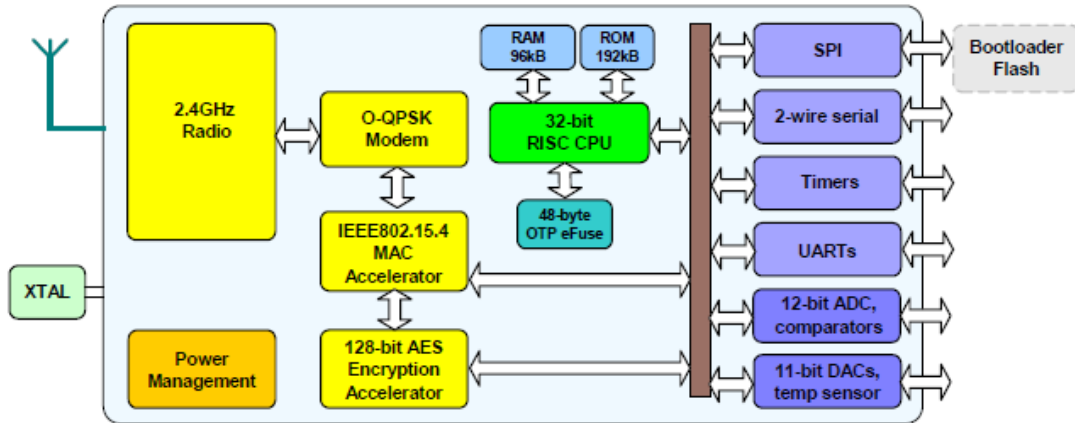 2.4GHz
Radio
O-QPSK
Modem
RAM
96kB
ROM
192kB
32-bit
RISC CPU
48-byte
OTP eFuse
IEEE802.15.4
MAC
Accelerator
128-bit AES
Encryption
Accelerator
XTAL
Power
Management
SPI
2-wire serial
Timers
UARTs
12-bit ADC,
comparators
11-bit DACs,
temp sensor
Bootloader
Flash